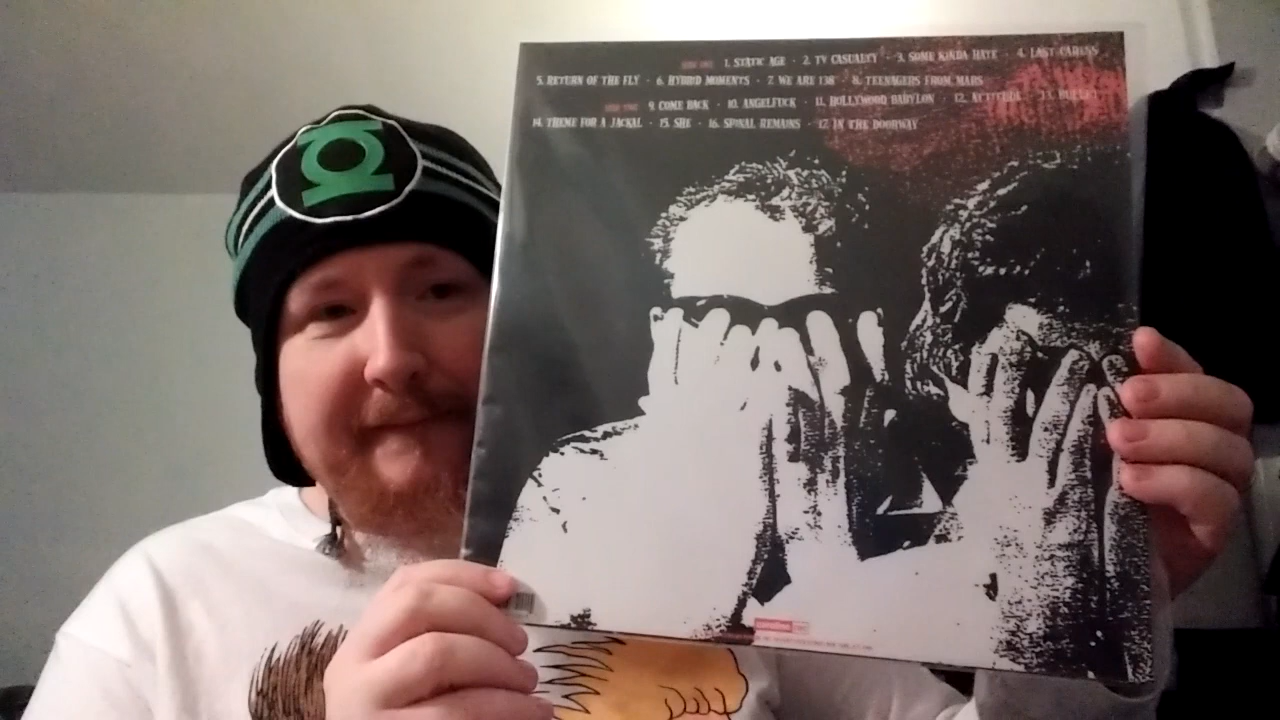 SIDE ONE 1. STATIC AGE · 2. TV CASUALTY · 3. SOME KINDA HATE · 4. LAST CARESS
5. RETURN OF THE FLY · 6. HYBRID MOMENTS · 7. WE ARE 138 · 8. TEENAGERS FROM MARS
SIDE TWO 9. COME BACK · 10. ANGELFUCK · 11. HOLLYWOOD BABYLON · 12. ATTITUDE · 13. BULLET
14. THEME FOR A JACKAL · 15. SHE · 16. SPINAL REMAINS · 17. IN THE DOORWAY